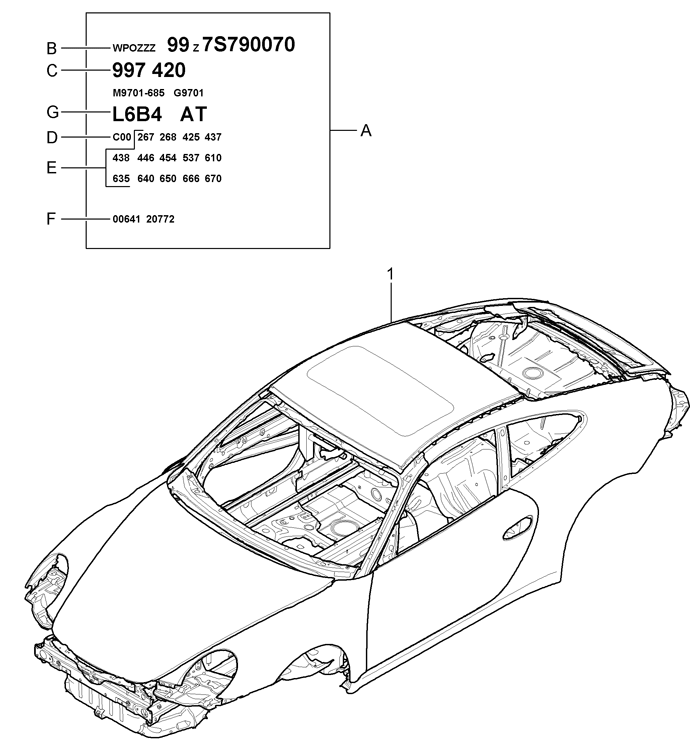 B WPOZZZ 99 Z 7S790070
C 997 420
M9701-685 G9701
G L6B4 AT
A
D C00 267 268 425 437
438 446 454 537 610
E
635 640 650 666 670
F 00641 20772
1